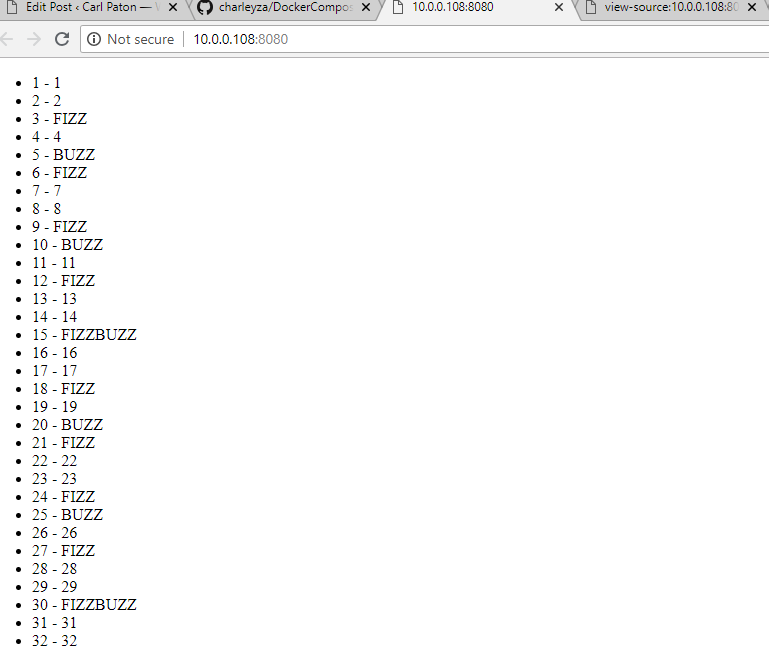 Edit Post ‹ Carl Paton —
charleyza/DockerCompos
10.0.0.108:8080
view-source:10.0.0.108:80
Not secure
10.0.0.108:8080
• 1 - 1
• 2 - 2
• 3 - FIZZ
• 4 - 4
• 5 - BUZZ
• 6 - FIZZ
• 7 - 7
• 8 - 8
• 9 - FIZZ
• 10 - BUZZ
• 11 - 11
• 12 - FIZZ
• 13 - 13
• 14 - 14
• 15 - FIZZBUZZ
• 16 - 16
• 17 - 17
• 18 - FIZZ
• 19 - 19
• 20 - BUZZ
• 21 - FIZZ
• 22 - 22
• 23 - 23
• 24 - FIZZ
• 25 - BUZZ
• 26 - 26
• 27 - FIZZ
• 28 - 28
• 29 - 29
• 30 - FIZZBUZZ
• 31 - 31
• 32 - 32